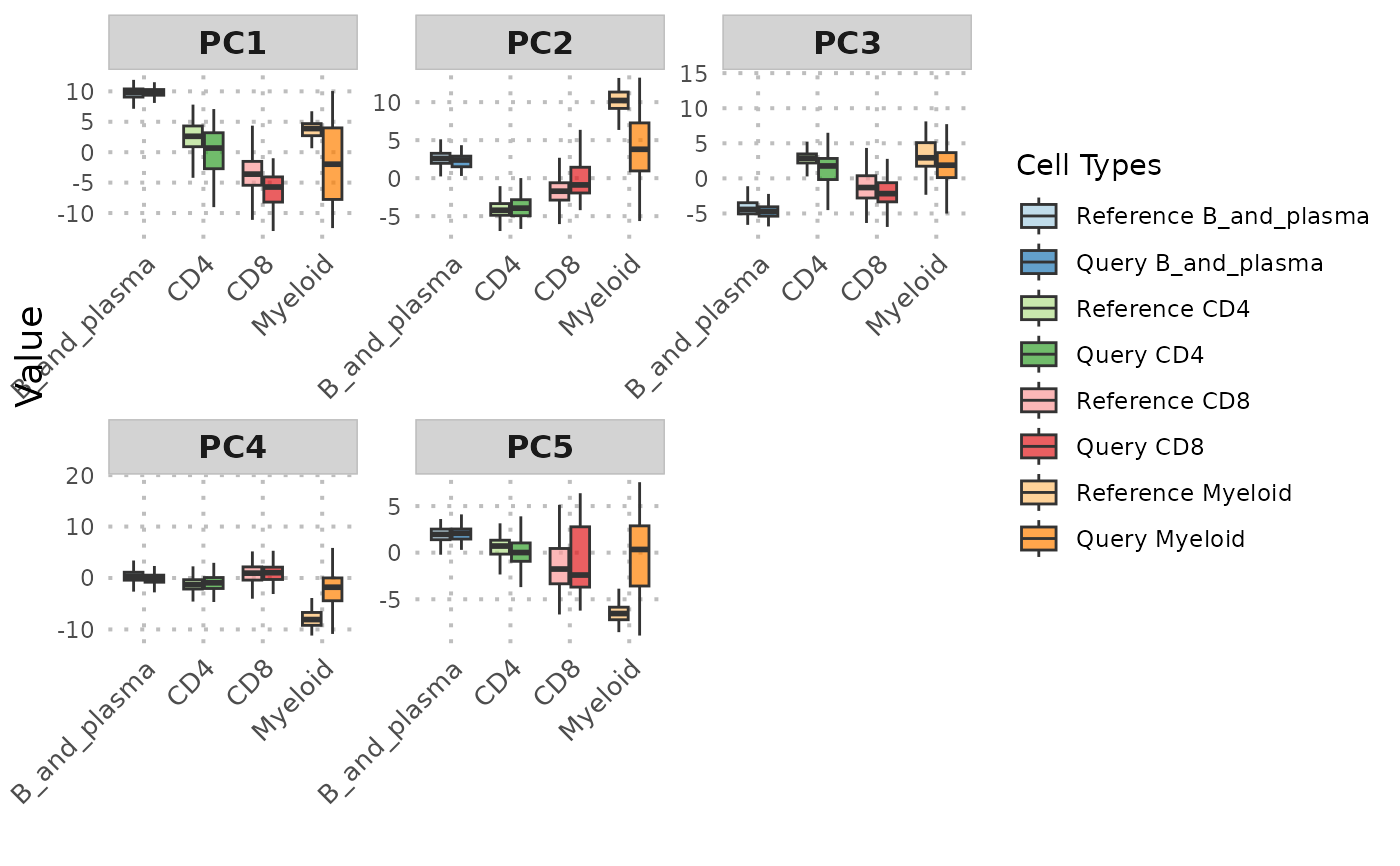 PC1
PC2
PC3
10
5
0
-5
-10
10
5
0
-5
15
10
5
0
-5
B_and_plasma
CD4
CD8
Myeloid
B_and_plasma
CD4
CD8
Myeloid
B_and_plasma
CD4
CD8
Myeloid
Value
PC4
PC5
20
10
0
-10
5
0
-5
B_and_plasma
CD4
CD8
Myeloid
B_and_plasma
CD4
CD8
Myeloid
Cell Types
Reference B_and_plasma
Query B_and_plasma
Reference CD4
Query CD4
Reference CD8
Query CD8
Reference Myeloid
Query Myeloid